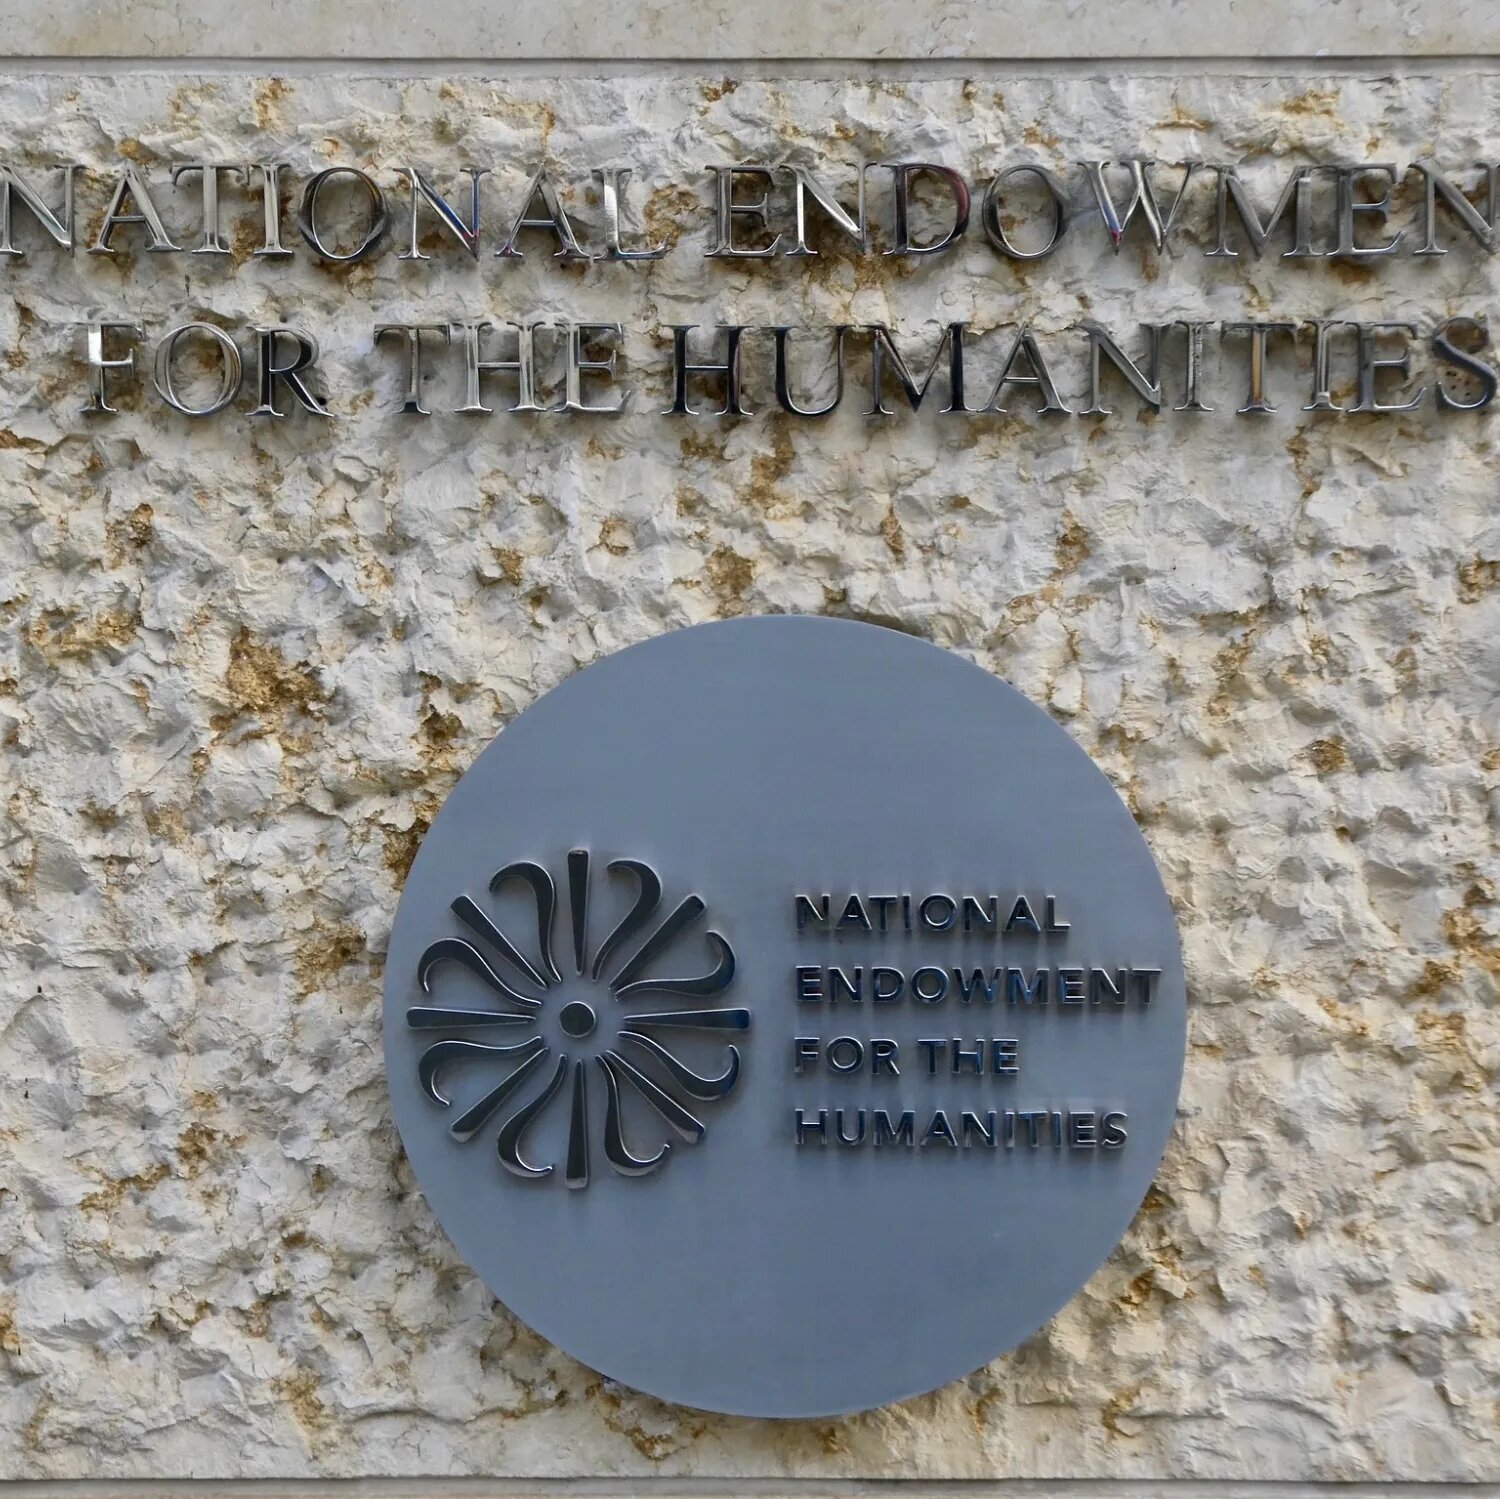 NATIONAL ENDOWMEN
FOR THE HUMANITIES
NATIONAL
ENDOWMENT
FOR THE
HUMANITIES